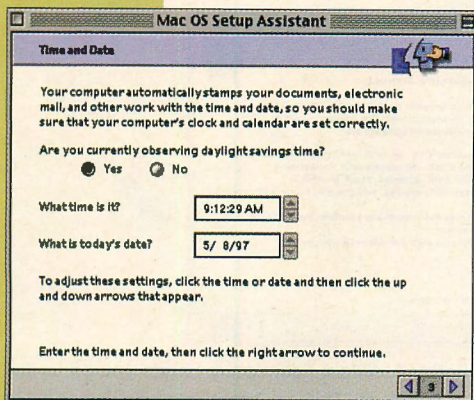 Mac OS Setup Assistant
Time and Date
Your computer automatically stamps your documents, electronic
mail, and other work with the time and date, so you should make
sure that your computer's clock and calendar are set correctly.
Are you currently observing daylight savings time?
Yes No
What time is it? 9:12:29 AM
What is today's date? 5/ 8/97
To adjust these settings, click the time or date and then click the up
and down arrows that appear.
Enter the time and date, then click the right arrow to continue.
3